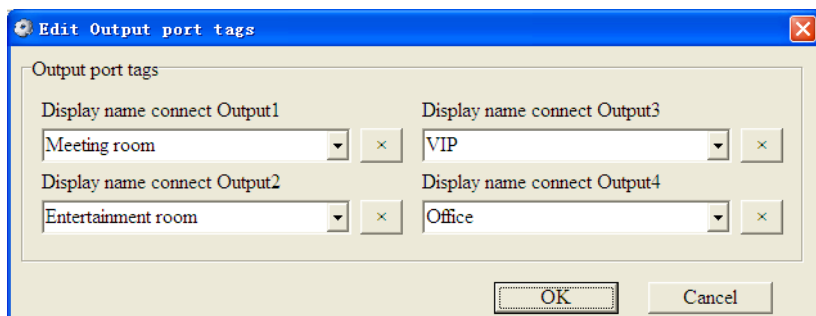 Edit Output port tags
Output port tags
Display name connect Output1
Display name connect Output3
Meeting room
×
VIP
×
Display name connect Output2
Display name connect Output4
Entertainment room
×
Office
×
OK
Cancel